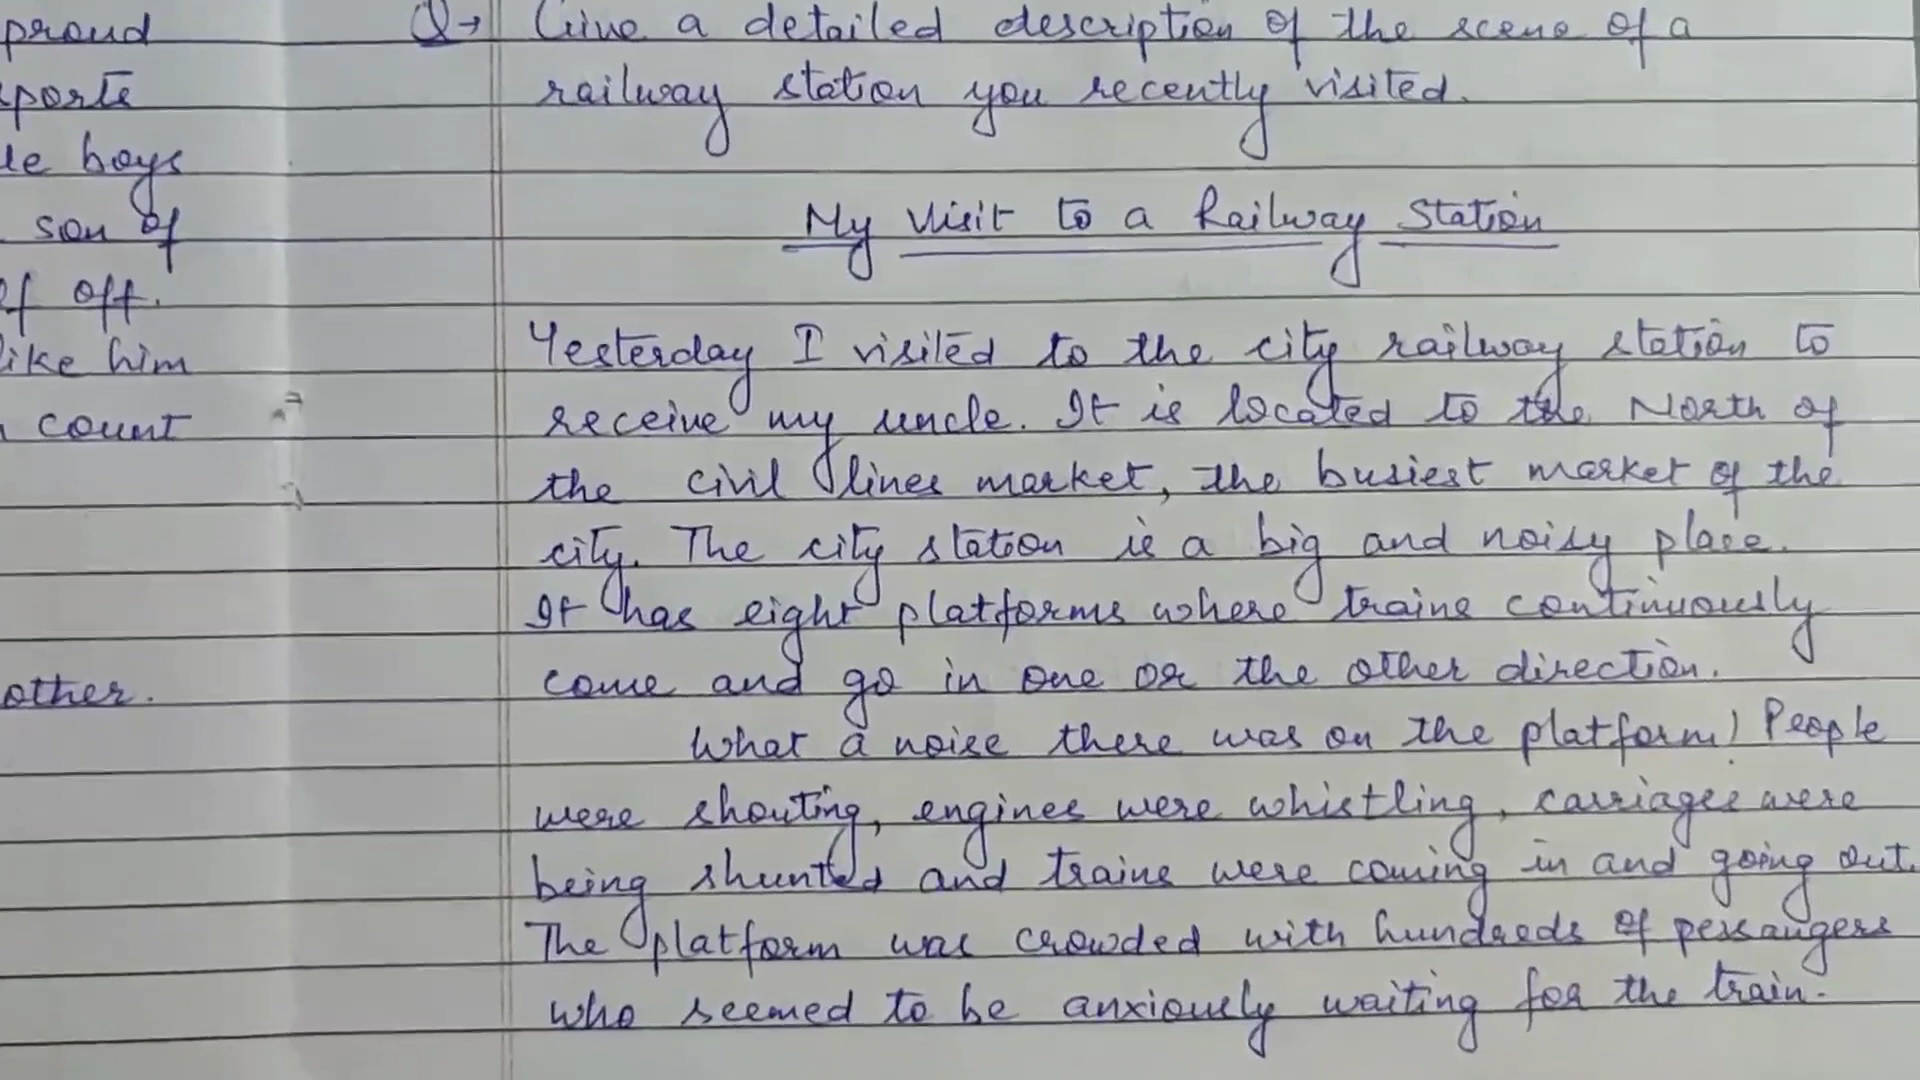 proud
sports
le boys
son of
off.
like him
count
other.
Q→ Give a detailed description of the scene of a
railway station you recently visited.
My Visit to a Railway Station
Yesterday I visited to the city railway station to
receive my uncle. It is located to the North of
the civil lines market, the busiest market of the
city. The city station is a big and noisy place.
It has eight platforms where trains continuously
come and go in one or the other direction.
What a noise there was on the platform! People
were shouting, engines were whistling, carriages were
being shunted and trains were coming in and going out.
The platform was crowded with hundreds of pessangers
who seemed to be anxiously waiting for the train.